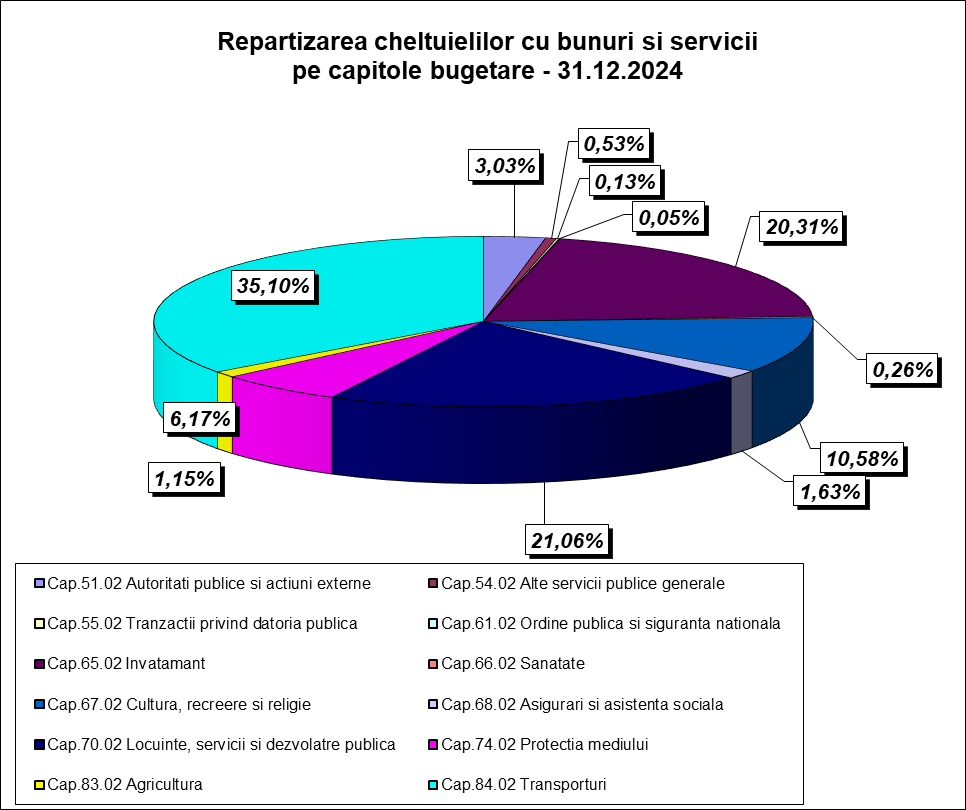 Repartizarea cheltuielilor cu bunuri si servicii
pe capitole bugetare - 31.12.2024
0,53%
3,03%
0,13%
0,05%
20,31%
35,10%
0,26%
6,17%
10,58%
1,15%
1,63%
21,06%
Cap.51.02 Autoritati publice si actiuni externe
Cap.54.02 Alte servicii publice generale
Cap.55.02 Tranzactii privind datoria publica
Cap.61.02 Ordine publica si siguranta nationala
Cap.65.02 Invatamant
Cap.66.02 Sanatate
Cap.67.02 Cultura, recreere si religie
Cap.68.02 Asigurari si asistenta sociala
Cap.70.02 Locuinte, servicii si dezvolatre publica
Cap.74.02 Protectia mediului
Cap.83.02 Agricultura
Cap.84.02 Transporturi